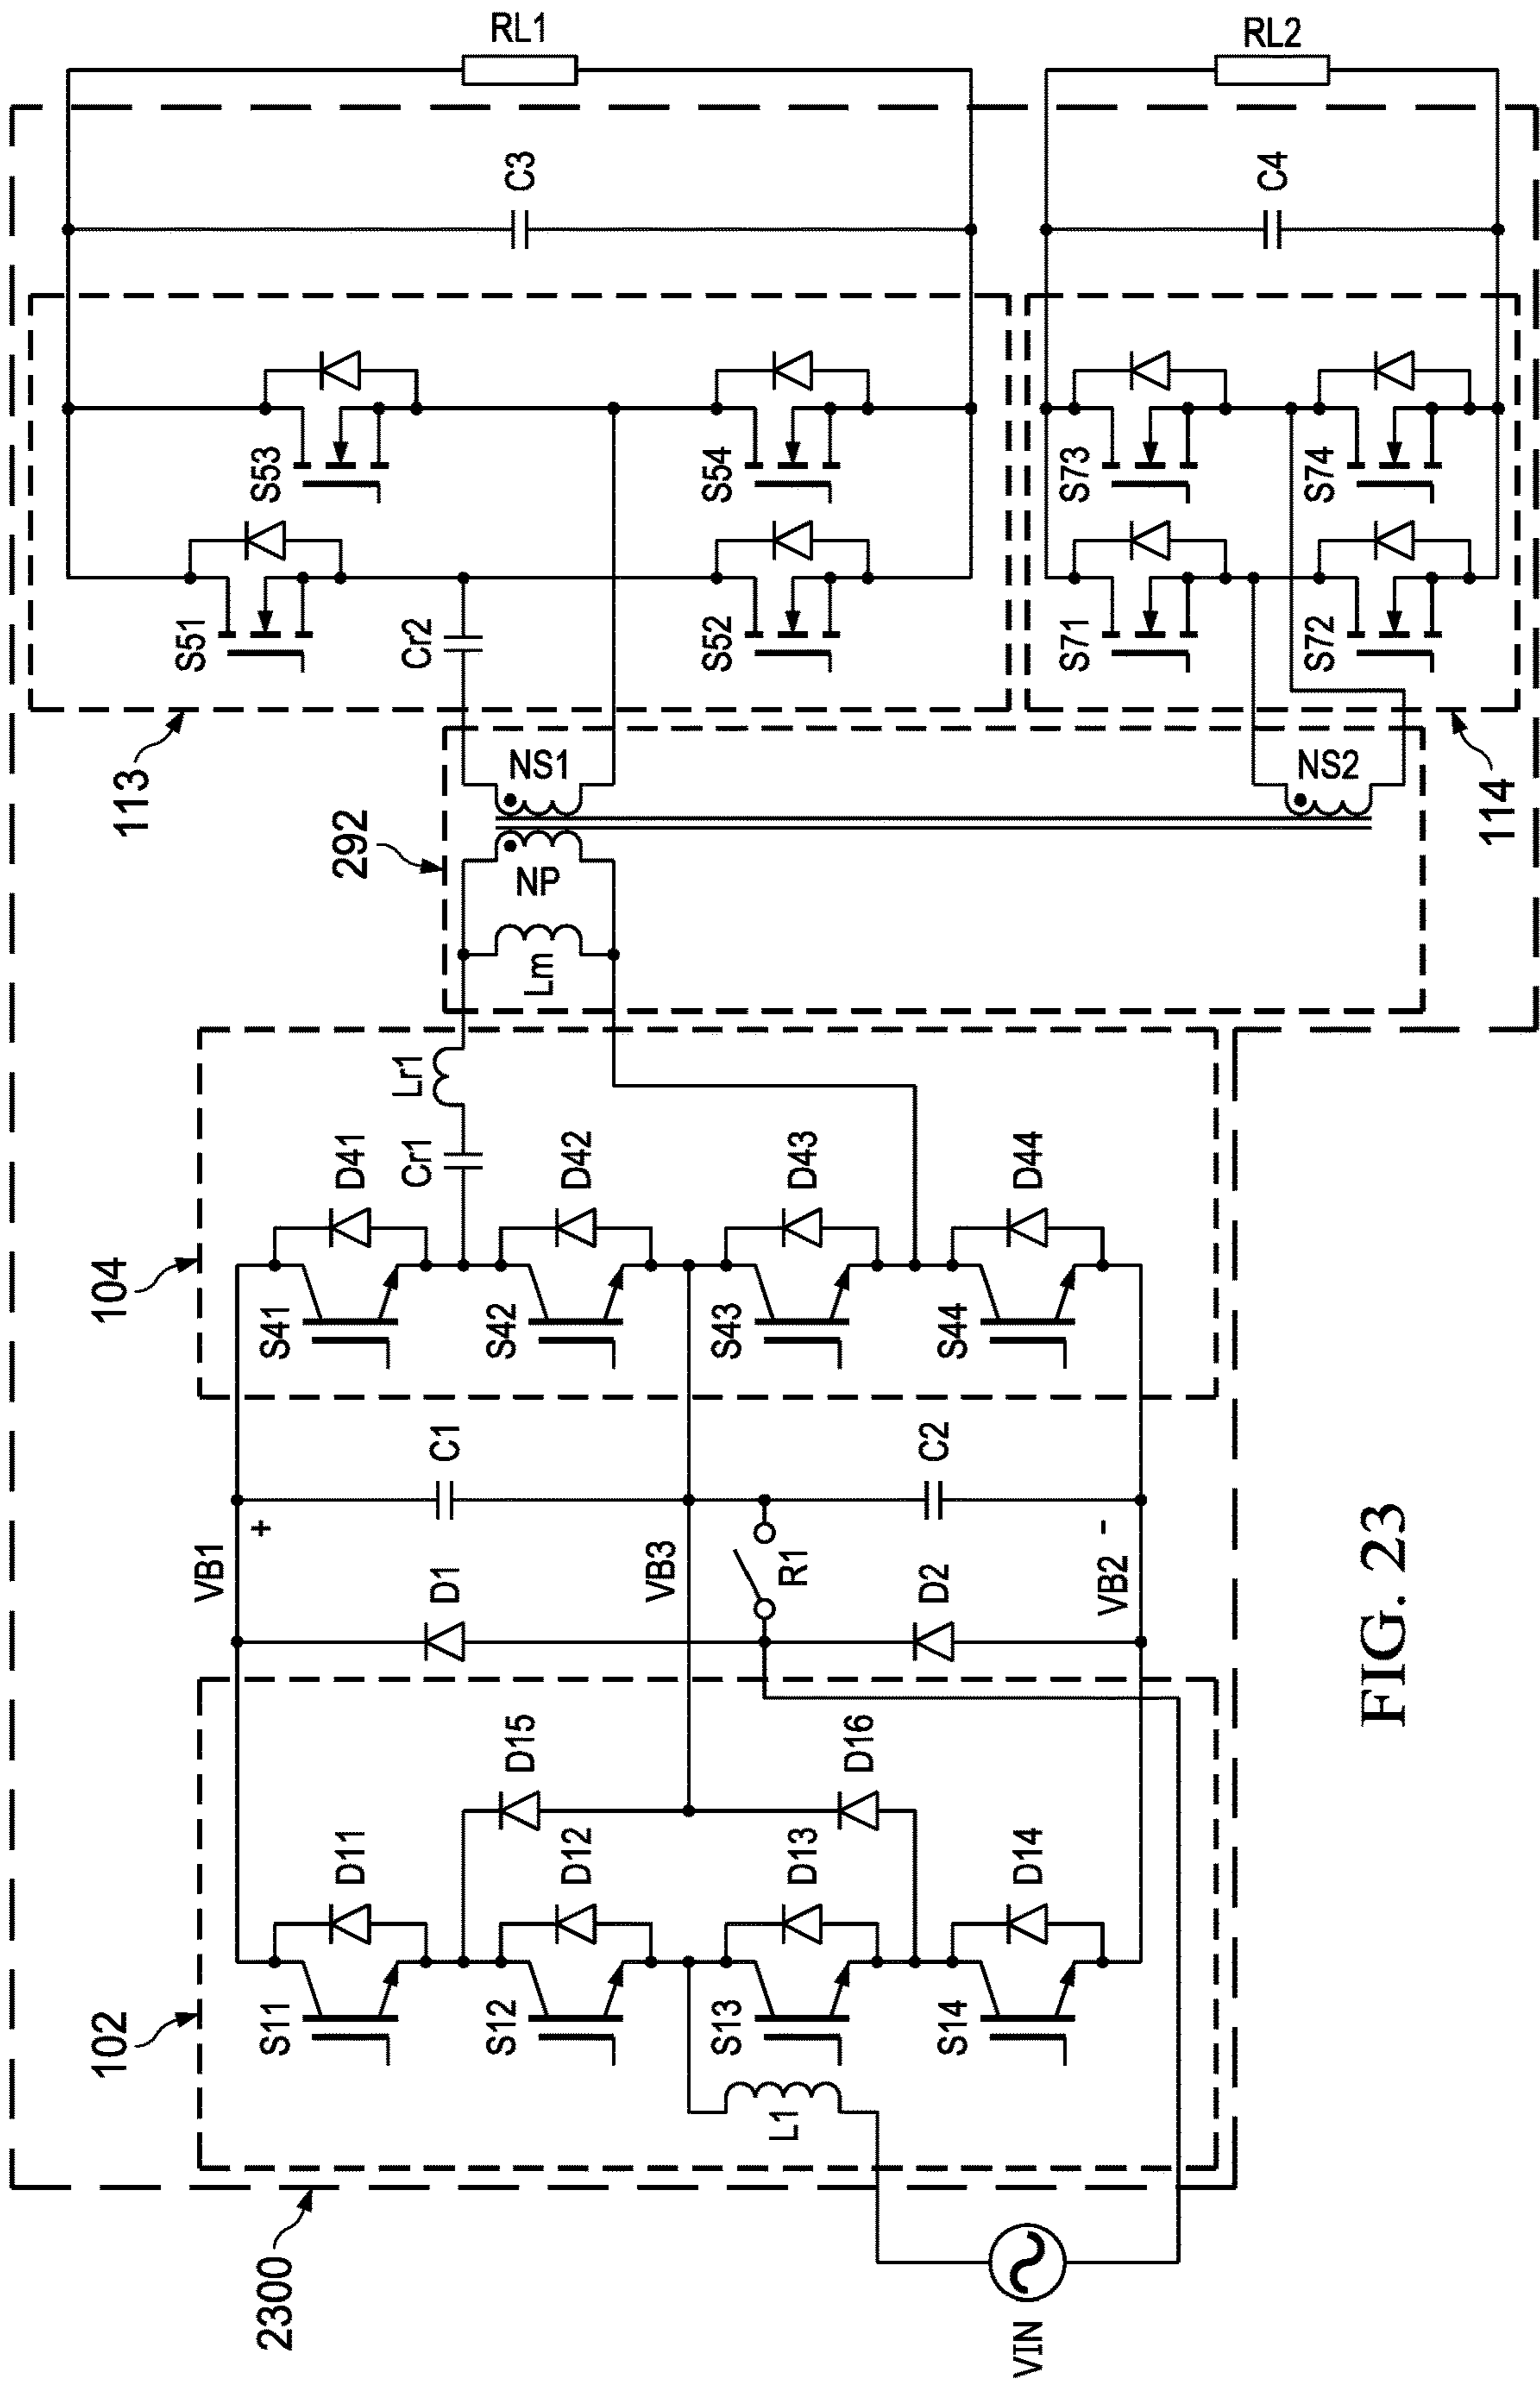 2300
102
104
292
113
114
VIN
L1
S11
S12
S13
S14
D11
D12
D13
D14
D15
D16
VB1
+
VB3
VB2
-
D1
D2
R1
C1
C2
S41
S42
S43
S44
D41
D42
D43
D44
Cr1
Lr1
Lm
NP
NS1
NS2
Cr2
S51
S52
S53
S54
S71
S72
S73
S74
C3
C4
RL1
RL2
FIG. 23